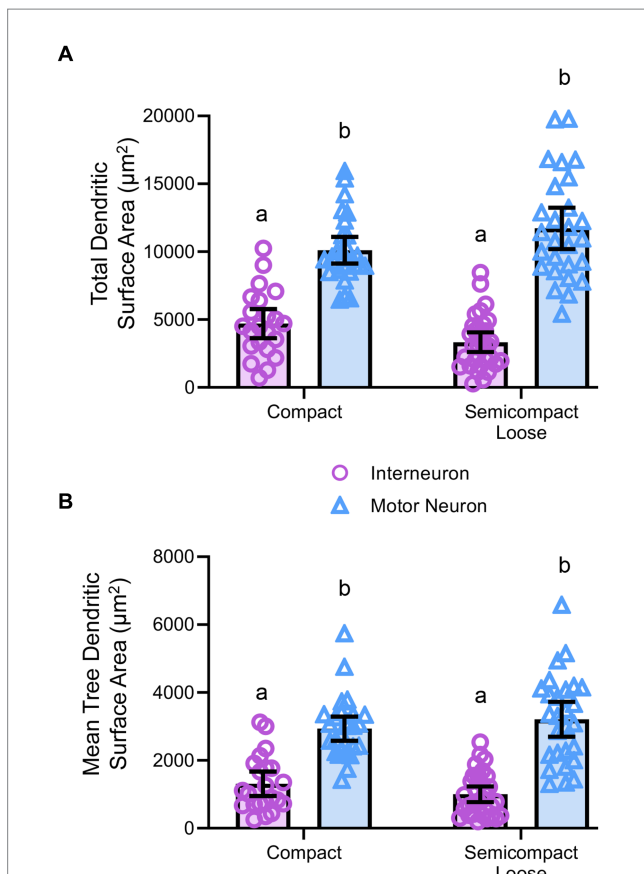 A
b
b
20000
a
a
15000
10000
5000
0
Total Dendritic
Surface Area (µm²)
Compact
Semicompact
Loose
Interneuron
Motor Neuron
B
8000
b
b
6000
a
a
4000
2000
0
Mean Tree Dendritic
Surface Area (µm²)
Compact
Semicompact
Loose